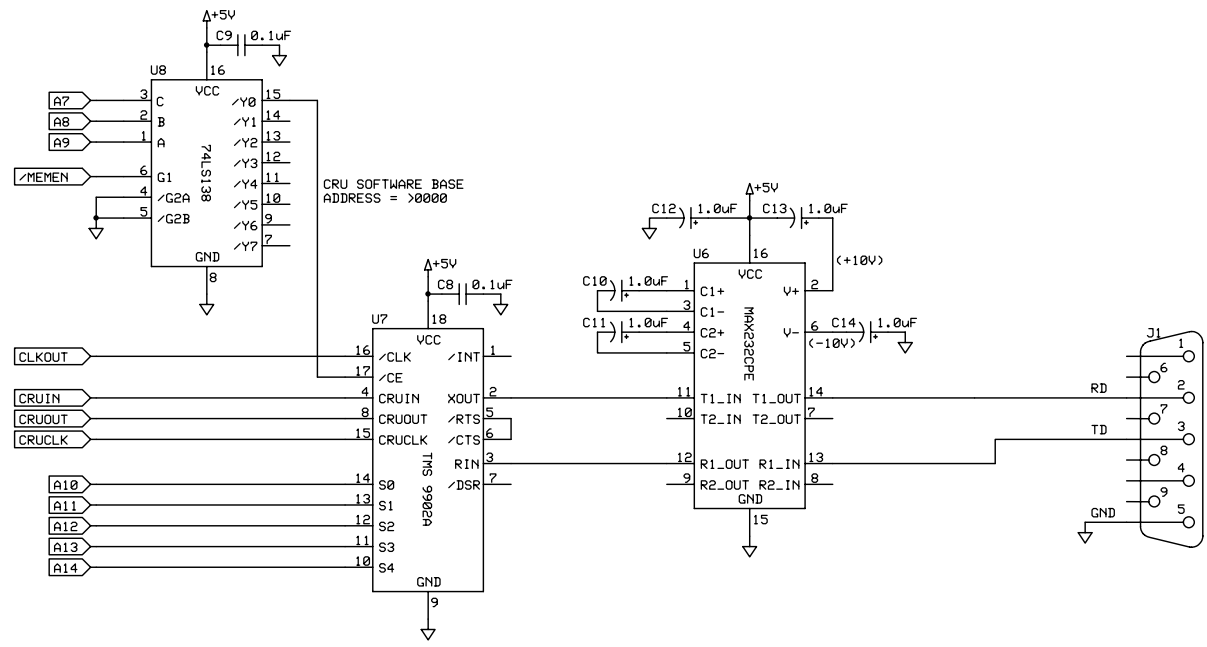 +5V
C9 0.1uF
U8
16
VCC
A7
3
C
/Y0
15
A8
2
B
/Y1
14
A9
1
A
/Y2
13
/Y3
12
/MEMEN
6
G1
/Y4
11
4
/G2A
/Y5
10
5
/G2B
/Y6
9
/Y7
7
74LS138
GND
8
CRU SOFTWARE BASE
ADDRESS = >0000
+5V
C8 0.1uF
U7
18
VCC
CLKOUT
16
/CLK
/INT
1
17
/CE
CRUIN
4
CRUIN
XOUT
2
CRUOUT
8
CRUOUT
/RTS
5
CRUCLK
15
CRUCLK
/CTS
6
RIN
3
A10
14
S0
/DSR
7
A11
13
S1
A12
12
S2
A13
11
S3
A14
10
S4
TMS 9902A
GND
9
+5V
C12 1.0uF
+
C13 1.0uF
+
U6
16
VCC
(+10V)
C10 1.0uF
+
1
C1+
V+
2
3
C1-
C11 1.0uF
+
4
C2+
V-
6
C14 1.0uF
+
(-10V)
5
C2-
MAX232CPE
11
T1_IN
T1_OUT
14
10
T2_IN
T2_OUT
7
12
R1_OUT
R1_IN
13
9
R2_OUT
R2_IN
8
GND
15
J1
1
6
RD
2
7
TD
3
8
4
9
GND
5